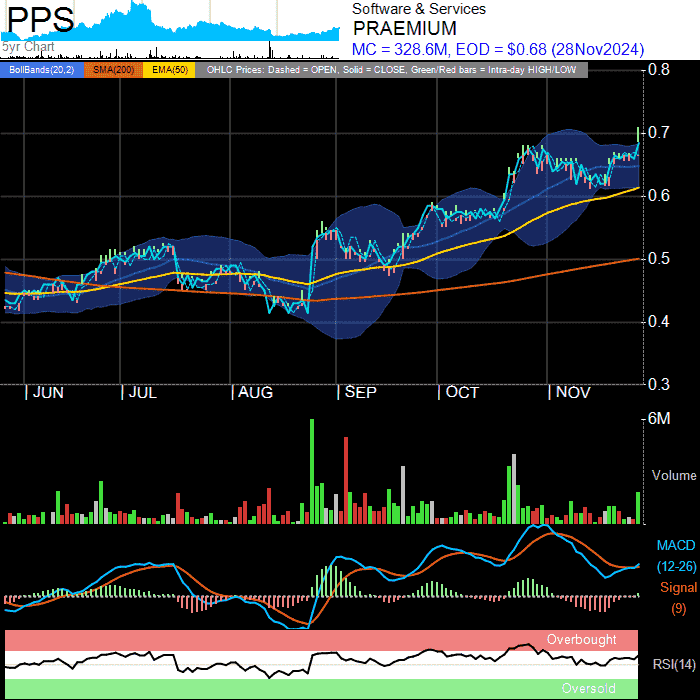 PPS
5yr Chart
Software & Services
PRAEMIUM
MC = 328.6M, EOD = $0.68 (28Nov2024)
BollBands(20,2) SMA(200) EMA(50) OHLC Prices: Dashed = OPEN, Solid = CLOSE, Green/Red bars = Intra-day HIGH/LOW
0.8
0.7
0.6
0.5
0.4
0.3
JUN JUL AUG SEP OCT NOV
6M
Volume
MACD
(12-26)
Signal
(9)
Overbought
RSI(14)
Oversold